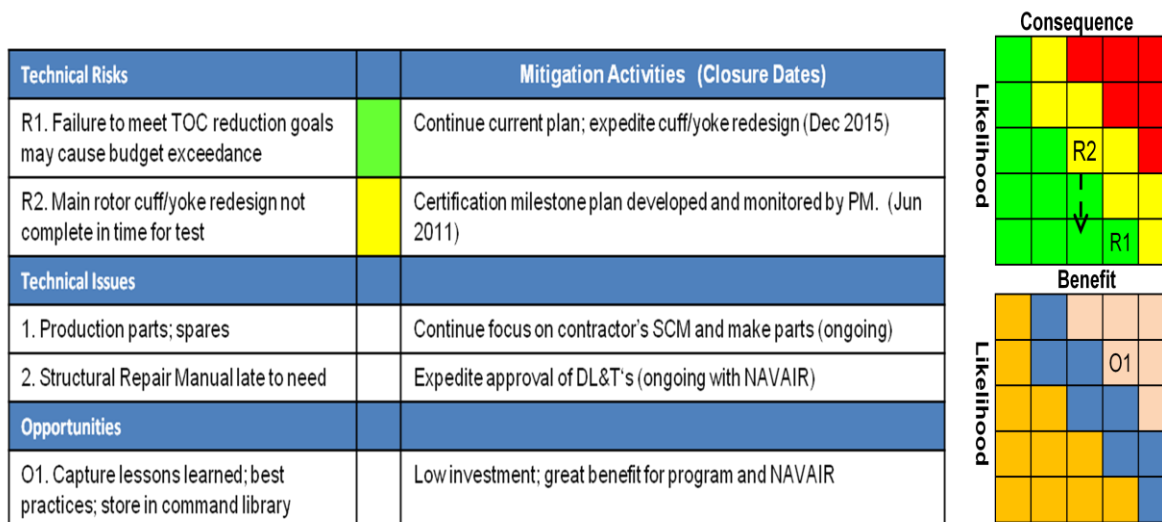 Technical Risks
Mitigation Activities (Closure Dates)
R1. Failure to meet TOC reduction goals
may cause budget exceedance
Continue current plan; expedite cuff/yoke redesign (Dec 2015)
R2. Main rotor cuff/yoke redesign not
complete in time for test
Certification milestone plan developed and monitored by PM. (Jun
2011)
Technical Issues
1. Production parts; spares
Continue focus on contractor's SCM and make parts (ongoing)
2. Structural Repair Manual late to need
Expedite approval of DL&T's (ongoing with NAVAIR)
Opportunities
O1. Capture lessons learned; best
practices; store in command library
Low investment; great benefit for program and NAVAIR
Consequence
Likelihood
R2
R1
Benefit
Likelihood
O1